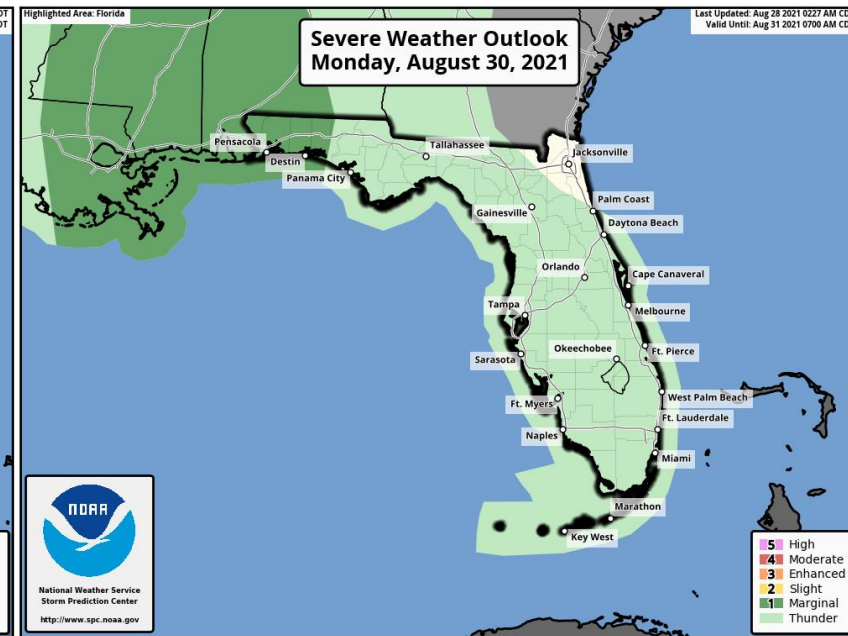 DT
DT
Highlighted Area: Florida
Last Updated: Aug 28 2021 0227 AM CD
Valid Until: Aug 31 2021 0700 AM CD
Severe Weather Outlook
Monday, August 30, 2021
Pensacola
Destin
Panama City
Tallahassee
Jacksonville
Gainesville
Palm Coast
Daytona Beach
Orlando
Cape Canaveral
Tampa
Melbourne
Okeechobee
Ft. Pierce
Sarasota
West Palm Beach
Ft. Myers
Ft. Lauderdale
Naples
Miami
Marathon
Key West
NOAA
National Weather Service
Storm Prediction Center
http://www.spc.noaa.gov
5 High
4 Moderate
3 Enhanced
2 Slight
1 Marginal
Thunder